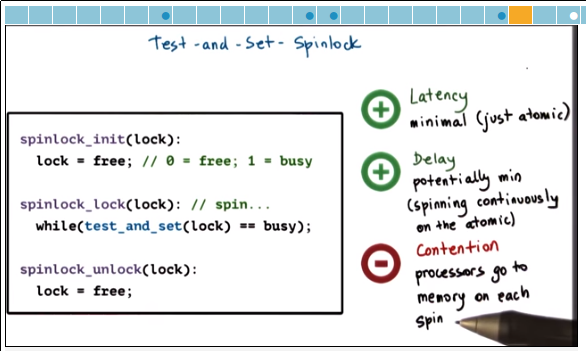 Test-and-Set-Spinlock
spinlock_init(lock):
lock = free; // 0 = free; 1 = busy
spinlock_lock(lock): // spin...
while(test_and_set(lock) == busy);
spinlock_unlock(lock):
lock = free;
+ Latency
minimal (just atomic)
+ Delay
potentially min
(spinning continuously
on the atomic)
- Contention
processors go to
memory on each
spin